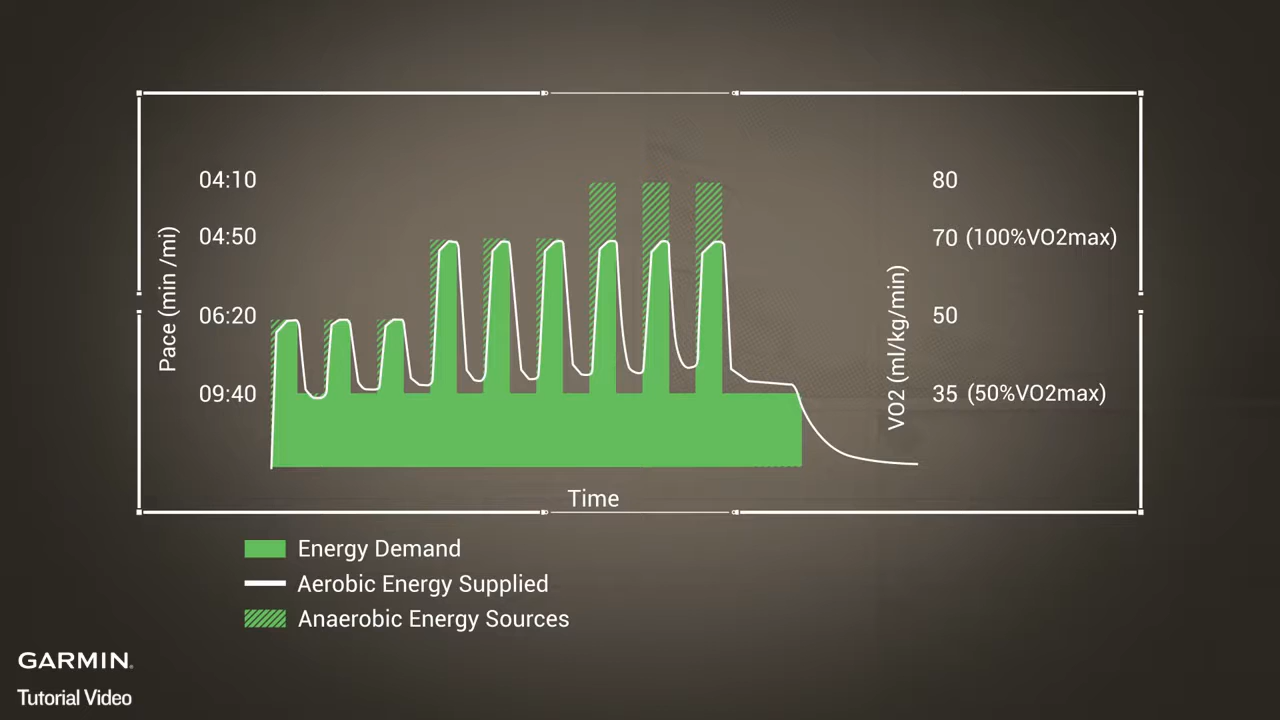 04:10
04:50
06:20
09:40
Pace (min /mi)
80
70 (100%VO2max)
50
35 (50%VO2max)
VO2 (ml/kg/min)
Time
Energy Demand
Aerobic Energy Supplied
Anaerobic Energy Sources
GARMIN.
Tutorial Video